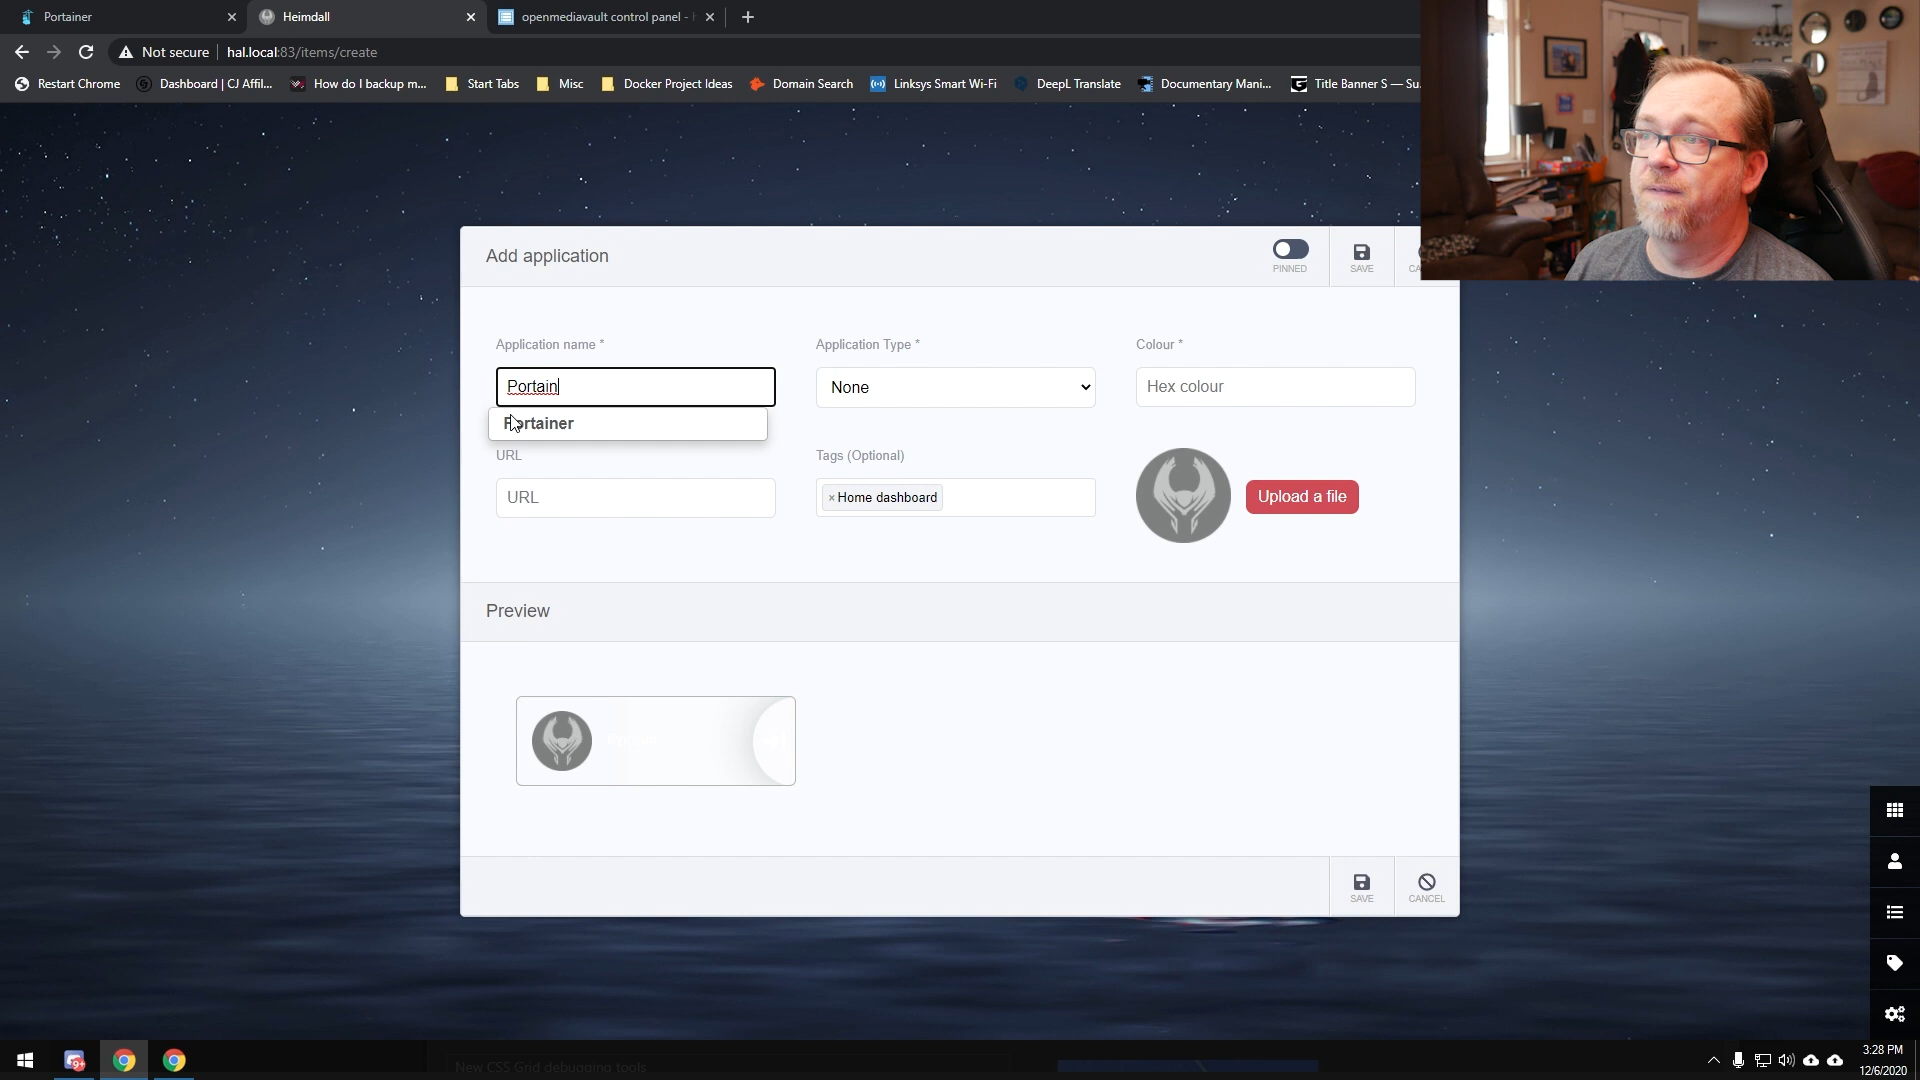 Portainer
Heimdall
openmediavault control panel -
Not secure
hal.local:83/items/create
Restart Chrome
Dashboard | CJ Affil...
How do I backup m...
Start Tabs
Misc
Docker Project Ideas
Domain Search
Linksys Smart Wi-Fi
DeepL Translate
Documentary Mani...
Title Banner S — Su...
Add application
PINNED
SAVE
Application name *
Application Type *
Colour *
Portain
None
Hex colour
Portainer
URL
Tags (Optional)
URL
× Home dashboard
Upload a file
Preview
SAVE
CANCEL
9+
New CSS Grid debugging tools
3:28 PM
12/6/2020